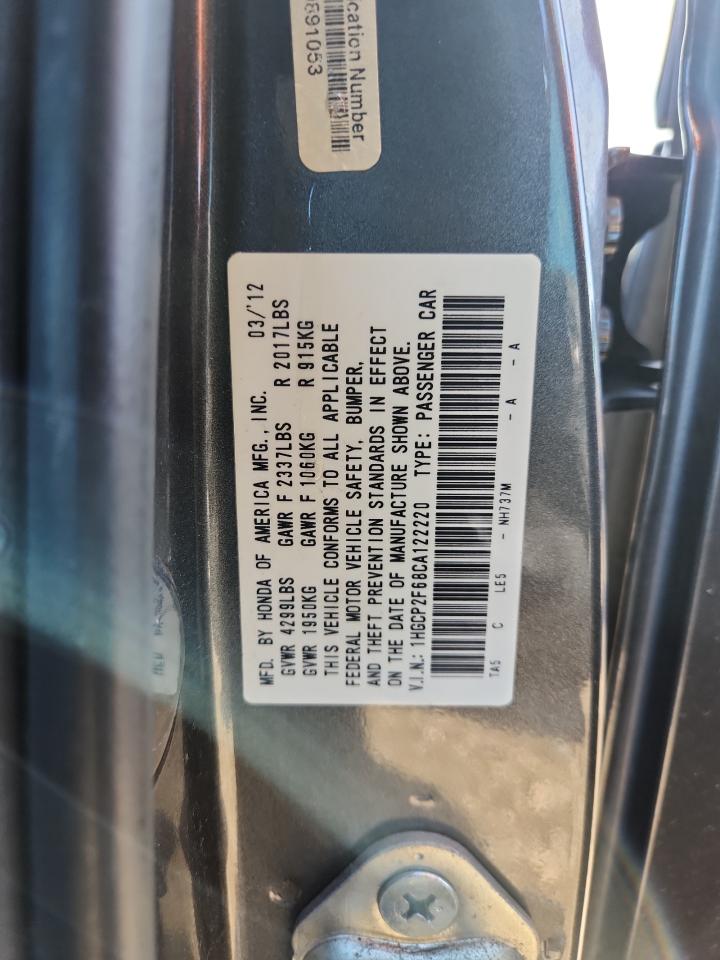 cation Number
8691053
MFD. BY HONDA OF AMERICA MFG., INC. 03/'12
GVWR 4299LBS GAWR F 2337LBS R 2017LBS
GVWR 1950KG GAWR F 1060KG R 915KG
THIS VEHICLE CONFORMS TO ALL APPLICABLE
FEDERAL MOTOR VEHICLE SAFETY, BUMPER,
AND THEFT PREVENTION STANDARDS IN EFFECT
ON THE DATE OF MANUFACTURE SHOWN ABOVE.
V.I.N.: 1HGCP2F68CA122220 TYPE: PASSENGER CAR
TA5 C LE5 - NH737M - A - A